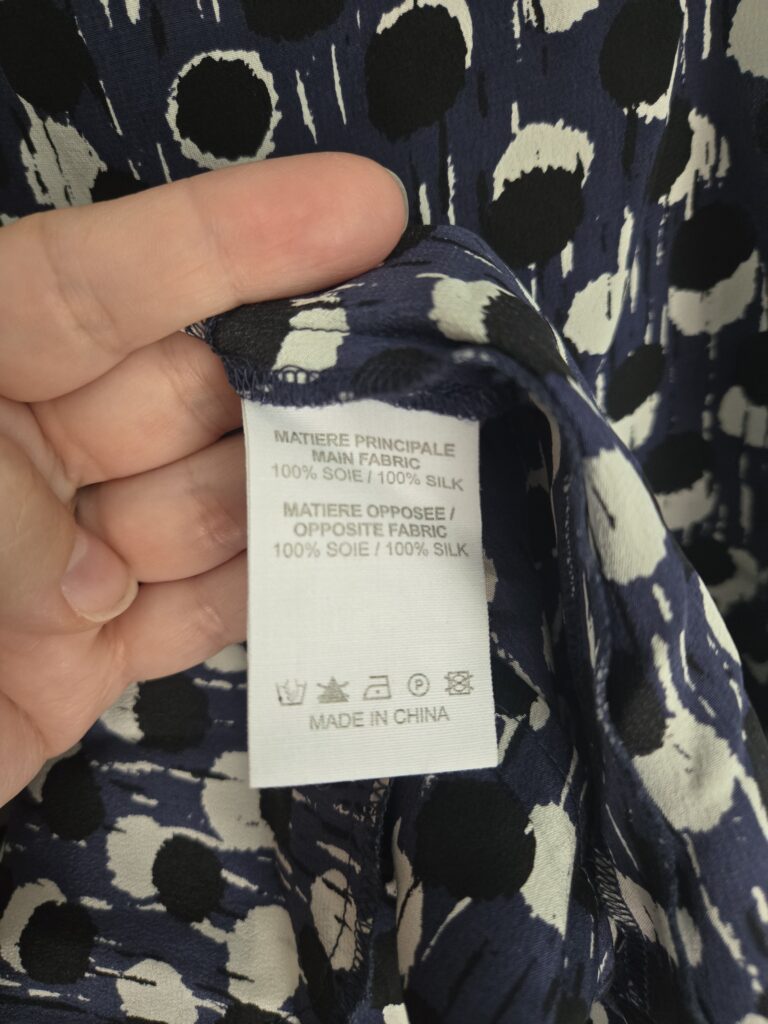 MATIERE PRINCIPALE
MAIN FABRIC
100% SOIE / 100% SILK
MATIERE OPPOSEE /
OPPOSITE FABRIC
100% SOIE / 100% SILK
P
MADE IN CHINA